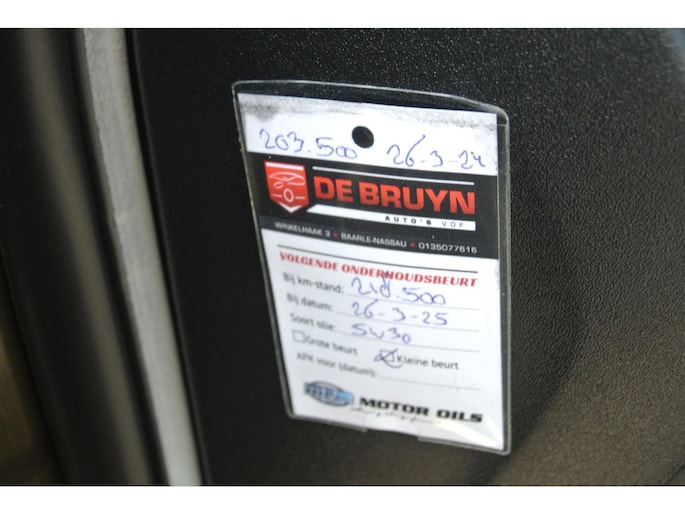 203.500 26-3-24
DE BRUYN
AUTO'S VOF
WINKELHAAK 3 • BAARLE-NASSAU • 0135077616
VOLGENDE ONDERHOUDSBEURT
Bij km-stand: 218.500
Bij datum: 26-3-25
Soort olie: 5W30
Grote beurt Kleine beurt
APK voor (datum):
MOTOR OILS